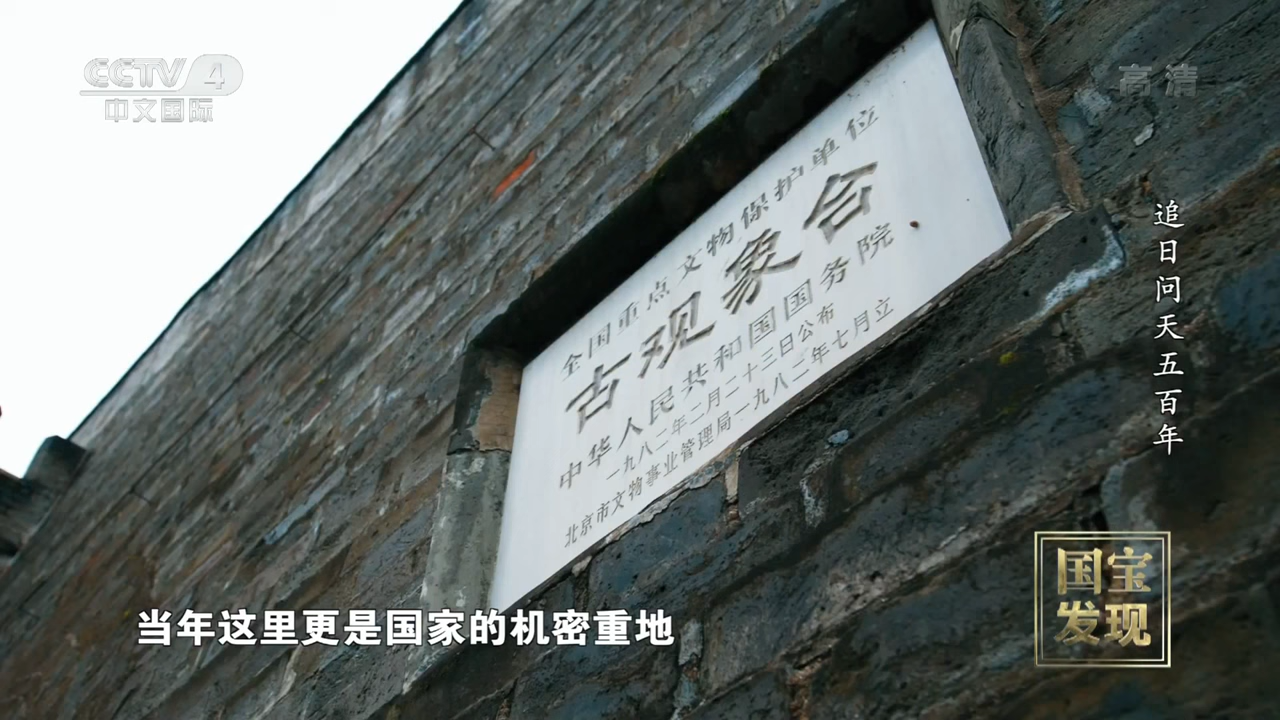 CCTV 4
中文国际
高清
追日问天五百年
全国重点文物保护单位
古观象台
中华人民共和国国务院
一九八二年二月二十三日公布
北京市文物事业管理局一九八二年七月立
国宝
发现
当年这里更是国家的机密重地